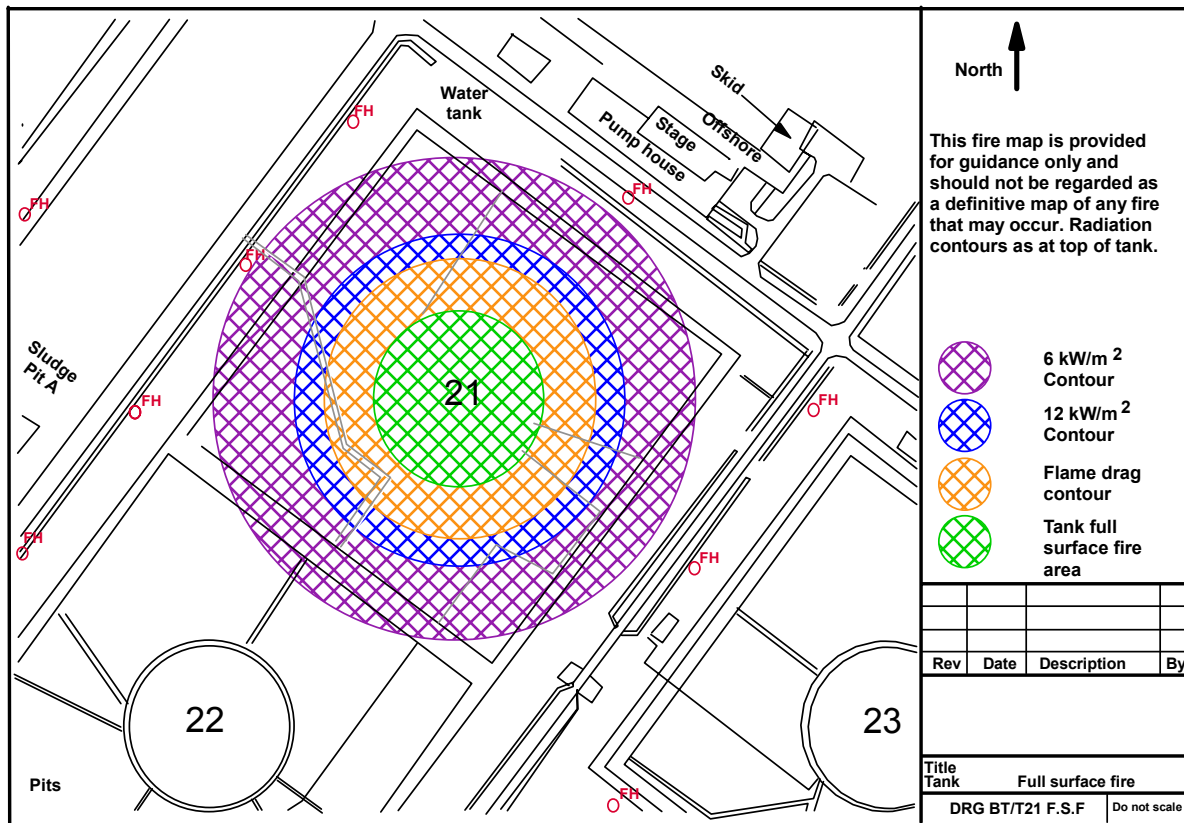 North
This fire map is provided
for guidance only and
should not be regarded as
a definitive map of any fire
that may occur. Radiation
contours as at top of tank.
6 kW/m 2
Contour
12 kW/m 2
Contour
Flame drag
contour
Tank full
surface fire
area
Rev Date Description By
Title
Tank Full surface fire
DRG BT/T21 F.S.F Do not scale
Water
tank
Skid
Offshore
Stage
Pump house
FH
FH
FH
FH
FH
FH
FH
FH
FH
FH
Sludge
Pit A
21
22
23
Pits